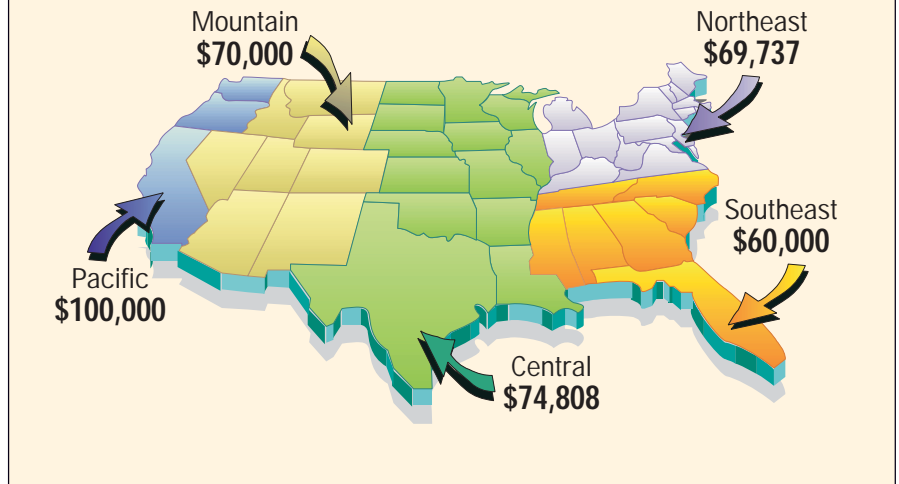 Mountain
$70,000
Northeast
$69,737
Southeast
$60,000
Pacific
$100,000
Central
$74,808